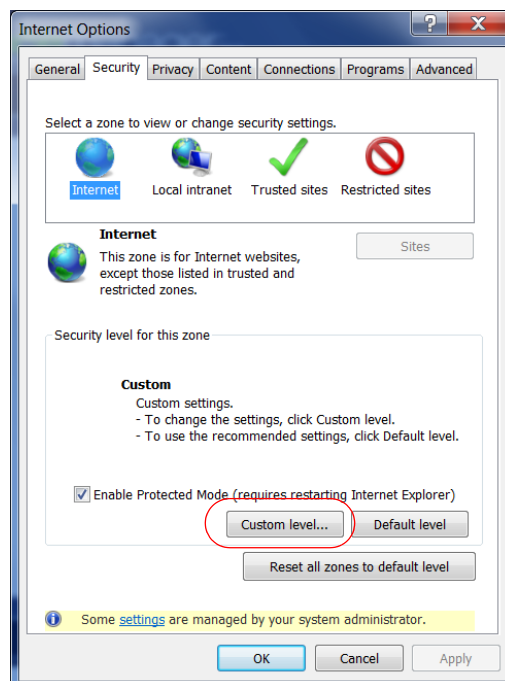 Internet Options
General Security Privacy Content Connections Programs Advanced
Select a zone to view or change security settings.
Internet Local intranet Trusted sites Restricted sites
Internet
Sites
This zone is for Internet websites,
except those listed in trusted and
restricted zones.
Security level for this zone
Custom
Custom settings.
- To change the settings, click Custom level.
- To use the recommended settings, click Default level.
Enable Protected Mode (requires restarting Internet Explorer)
Custom level... Default level
Reset all zones to default level
Some settings are managed by your system administrator.
OK Cancel Apply